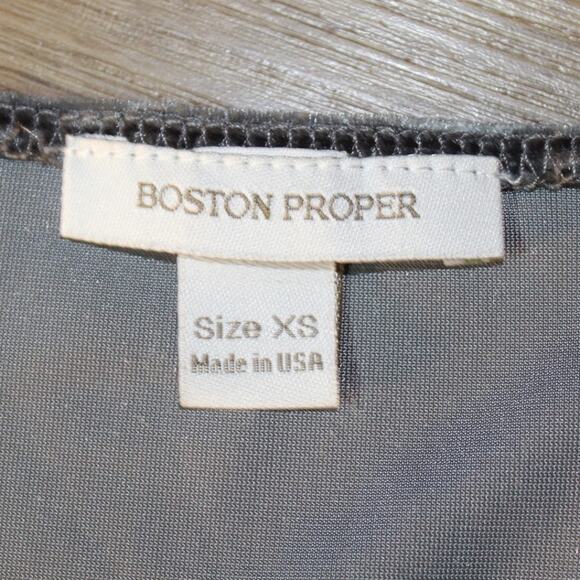 BOSTON PROPER
Size XS
Made in USA